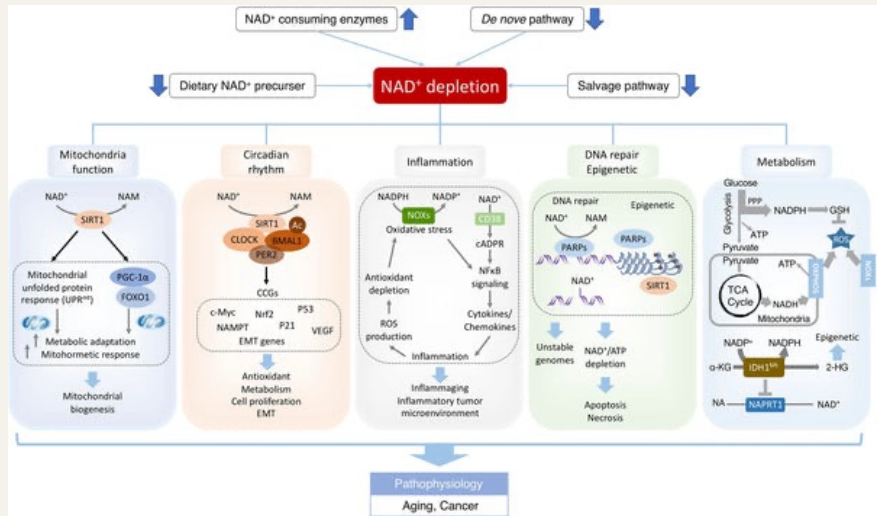 NAD⁺ consuming enzymes
De nove pathway
Dietary NAD⁺ precurser
NAD⁺ depletion
Salvage pathway
Mitochondria
function
NAD⁺
NAM
SIRT1
Mitochondrial
unfolded protein
response (UPRᵐᵗ)
PGC-1α
FOXO1
Metabolic adaptation
Mitohormetic response
Mitochondrial
biogenesis
Circadian
rhythm
NAD⁺
NAM
SIRT1
Ac
CLOCK
BMAL1
PER2
CCGs
c-Myc
Nrf2
P53
NAMPT
P21
VEGF
EMT genes
Antioxidant
Metabolism
Cell proliferation
EMT
Inflammation
NADPH
NADP⁺
NAD⁺
NOXs
CD38
Oxidative stress
cADPR
Antioxidant
depletion
NFκB
signaling
ROS
production
Cytokines/
Chemokines
Inflammation
Inflammaging
Inflammatory tumor
microenvironment
DNA repair
Epigenetic
DNA repair
Epigenetic
NAD⁺
NAM
PARPs
PARPs
NAD⁺
SIRT1
Unstable
genomes
NAD⁺/ATP
depletion
Apoptosis
Necrosis
Metabolism
Glucose
Glycolysis
PPP
NADPH
GSH
ATP
ROS
Pyruvate
Pyruvate
ATP
OXPHOS
TCA
Cycle
NADH
Mitochondria
NADP⁺
NADPH
Epigenetic
α-KG
2-HG
NA
NAPRT1
NAD⁺
Pathophysiology
Aging, Cancer